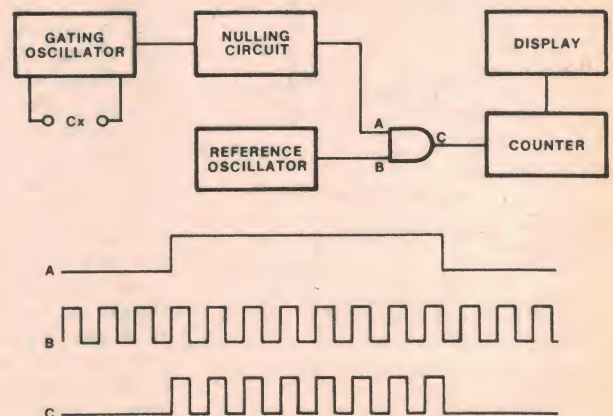 GATING
OSCILLATOR
NULLING
CIRCUIT
DISPLAY
Cx
A
C
B
REFERENCE
OSCILLATOR
COUNTER
A
B
C